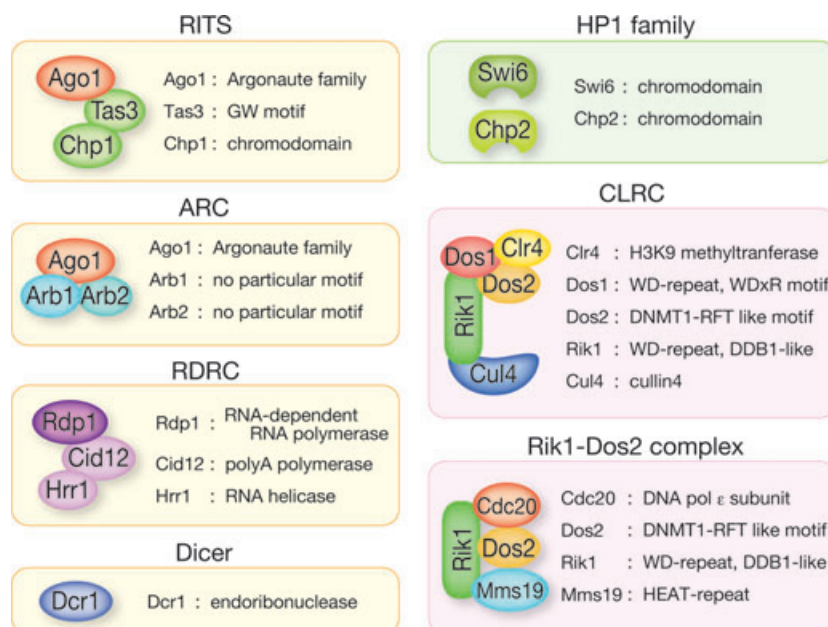 RITS
Ago1
Tas3
Chp1
Ago1 : Argonaute family
Tas3 : GW motif
Chp1 : chromodomain
ARC
Ago1
Arb1 Arb2
Ago1 : Argonaute family
Arb1 : no particular motif
Arb2 : no particular motif
RDRC
Rdp1
Cid12
Hrr1
Rdp1 : RNA-dependent
RNA polymerase
Cid12 : polyA polymerase
Hrr1 : RNA helicase
Dicer
Dcr1
Dcr1 : endoribonuclease
HP1 family
Swi6
Chp2
Swi6 : chromodomain
Chp2 : chromodomain
CLRC
Dos1 Clr4
Dos2
Rik1
Cul4
Clr4 : H3K9 methyltranferase
Dos1 : WD-repeat, WDxR motif
Dos2 : DNMT1-RFT like motif
Rik1 : WD-repeat, DDB1-like
Cul4 : cullin4
Rik1-Dos2 complex
Cdc20
Rik1
Dos2
Mms19
Cdc20 : DNA pol ε subunit
Dos2 : DNMT1-RFT like motif
Rik1 : WD-repeat, DDB1-like
Mms19 : HEAT-repeat